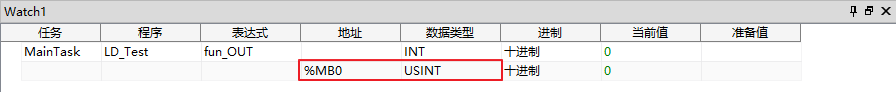 Watch1
任务 程序 表达式 地址 数据类型 进制 当前值 准备值
MainTask LD_Test fun_OUT INT 十进制 0
%MB0 USINT 十进制 0